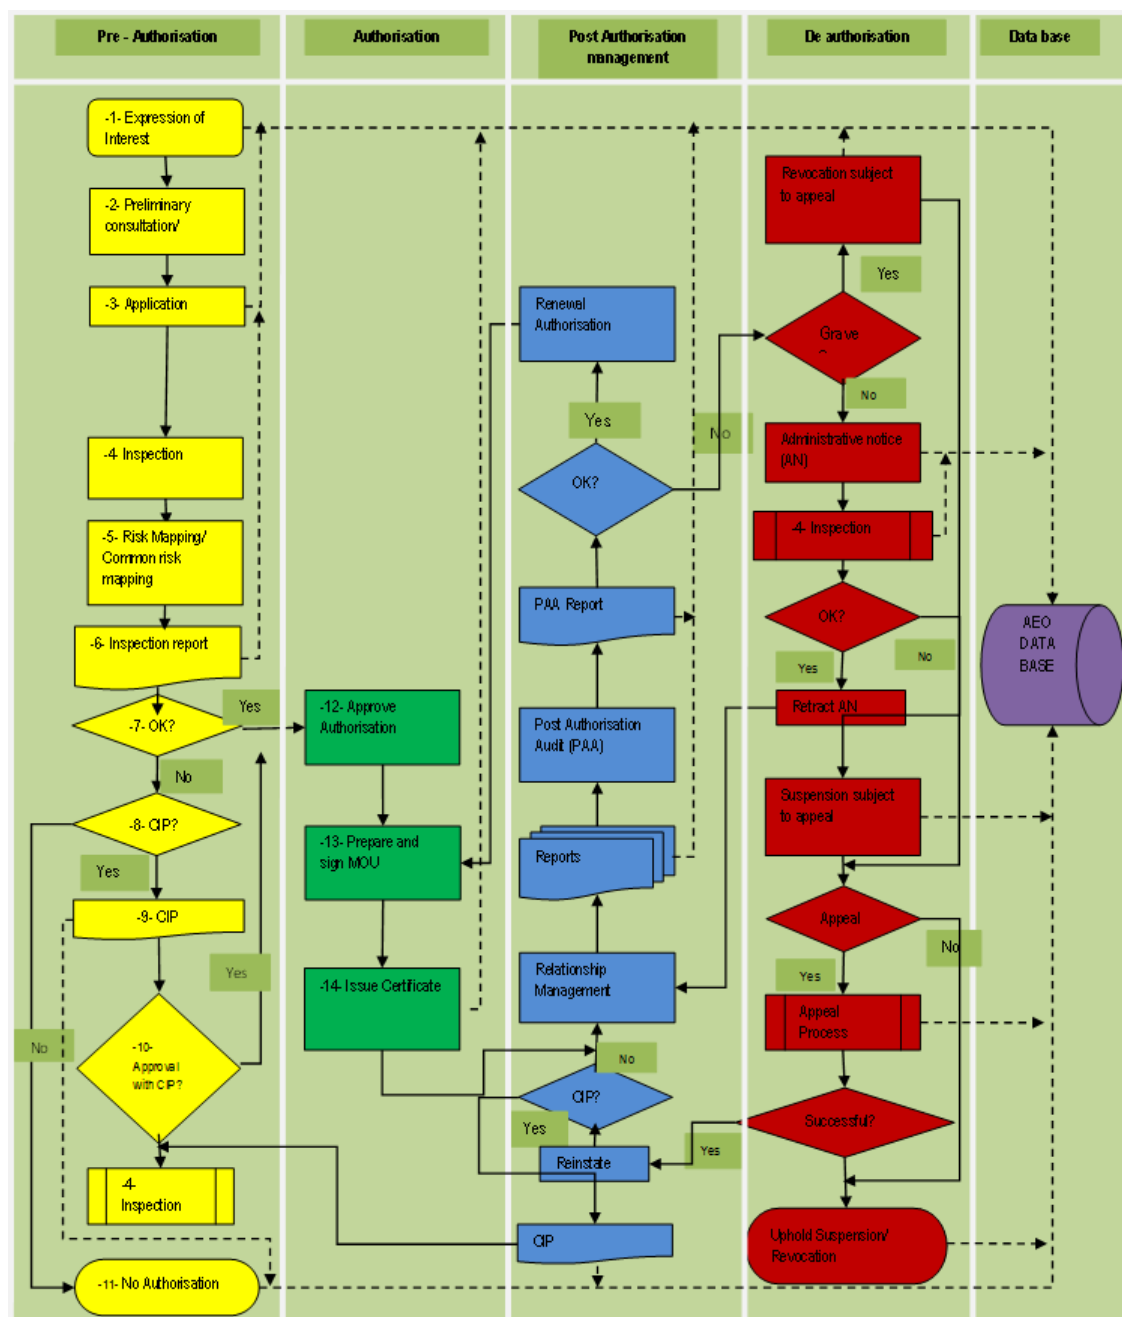 Pre - Authorisation
Authorisation
Post Authorisation
management
De authorisation
Data base
-1- Expression of
Interest
-2- Preliminary
consultation/
-3- Application
-4- Inspection
-5- Risk Mapping/
Common risk
mapping
-6- Inspection report
-7- OK?
Yes
No
-8- CIP?
Yes
-9- CIP
Yes
No
-10-
Approval
with CIP?
-4-
Inspection
-11- No Authorisation
-12- Approve
Authorisation
-13- Prepare and
sign MOU
-14- Issue Certificate
Renewal
Authorisation
Yes
No
OK?
PAA Report
Post Authorisation
Audit (PAA)
Reports
Relationship
Management
No
CIP?
Yes
Reinstate
CIP
Revocation subject
to appeal
Yes
Grave
No
Administrative notice
(AN)
-4- Inspection
OK?
Yes
No
Retract AN
Suspension subject
to appeal
Appeal
No
Yes
Appeal
Process
Successful?
Yes
Uphold Suspension/
Revocation
AEO
DATA
BASE